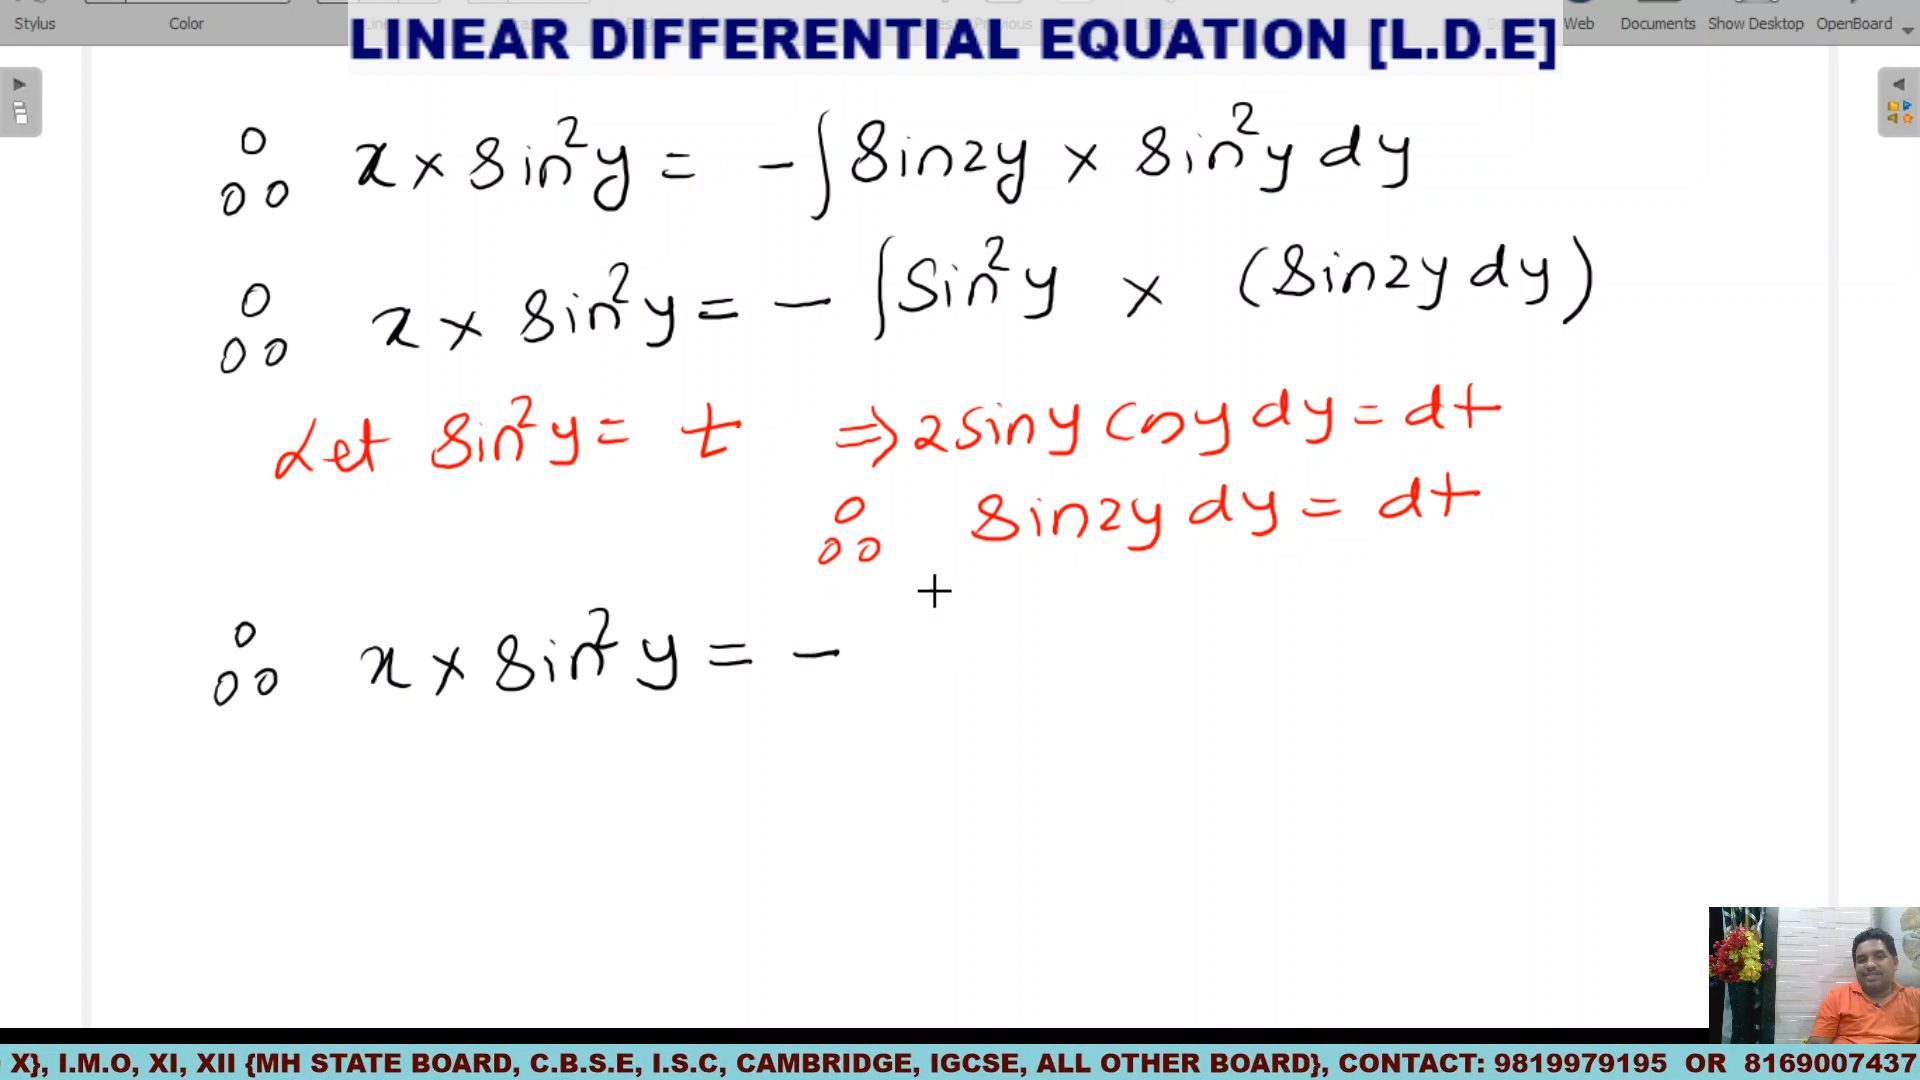 Stylus Color Web Documents Show Desktop OpenBoard
LINEAR DIFFERENTIAL EQUATION [L.D.E]
∴ x × sin²y = - ∫ sin2y × sin²y dy
∴ x × sin²y = - ∫ sin²y × (sin2y dy)
Let sin²y = t ⇒ 2siny cosy dy = dt
∴ sin2y dy = dt
∴ x × sin²y = -
X}, I.M.O, XI, XII {MH STATE BOARD, C.B.S.E, I.S.C, CAMBRIDGE, IGCSE, ALL OTHER BOARD}, CONTACT: 9819979195 OR 8169007437